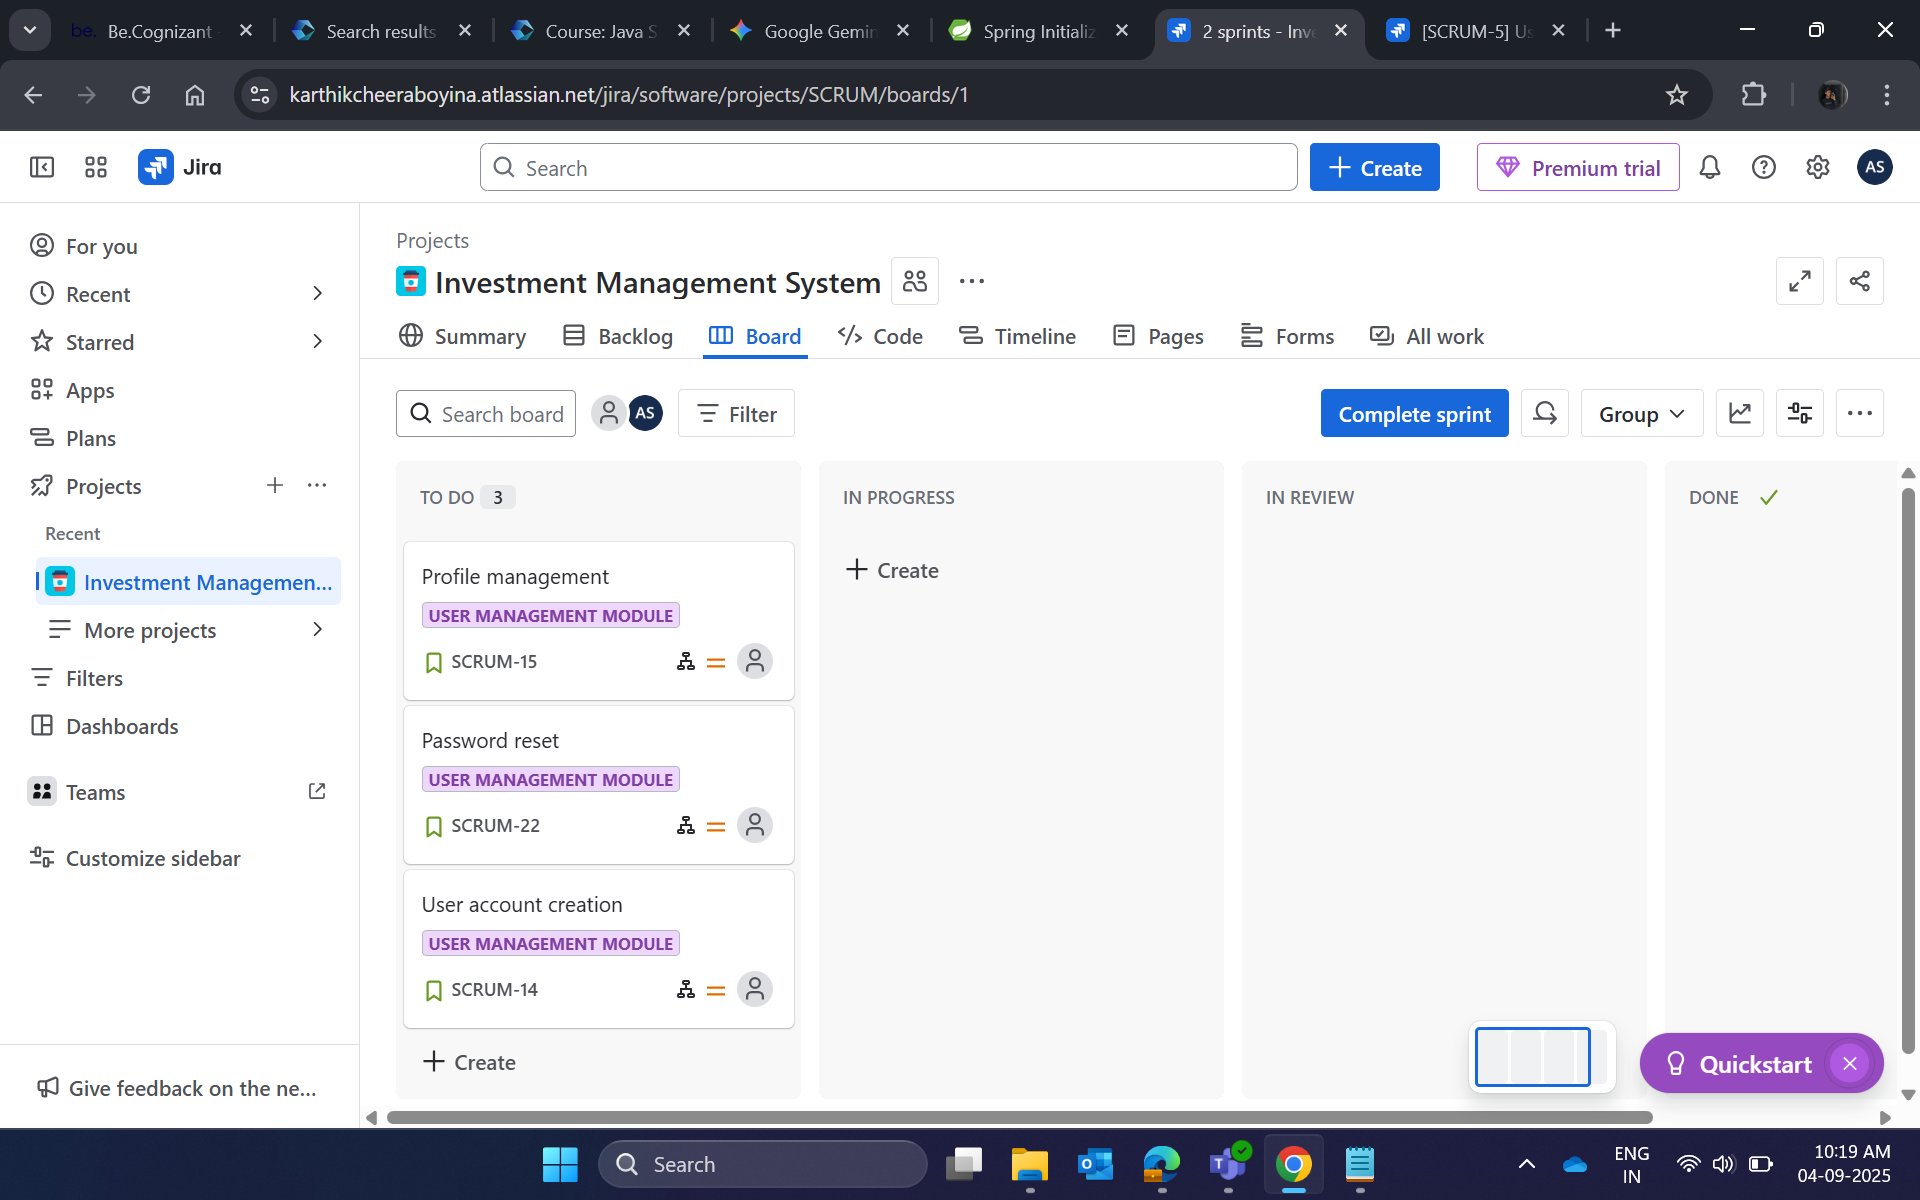 be. Be.Cognizant
Search results
Course: Java S
Google Gemin
Spring Initializ
2 sprints - Inve
[SCRUM-5] Us
karthikcheeraboyina.atlassian.net/jira/software/projects/SCRUM/boards/1
Jira
Search
Create
Premium trial
AS
For you
Recent
Starred
Apps
Plans
Projects
Recent
Investment Managemen...
More projects
Filters
Dashboards
Teams
Customize sidebar
Give feedback on the ne...
Projects
Investment Management System
Summary
Backlog
Board
Code
Timeline
Pages
Forms
All work
Search board
AS
Filter
Complete sprint
Group
TO DO 3
Profile management
USER MANAGEMENT MODULE
SCRUM-15
Password reset
USER MANAGEMENT MODULE
SCRUM-22
User account creation
USER MANAGEMENT MODULE
SCRUM-14
Create
IN PROGRESS
Create
IN REVIEW
DONE
Quickstart
Search
ENG
IN
10:19 AM
04-09-2025